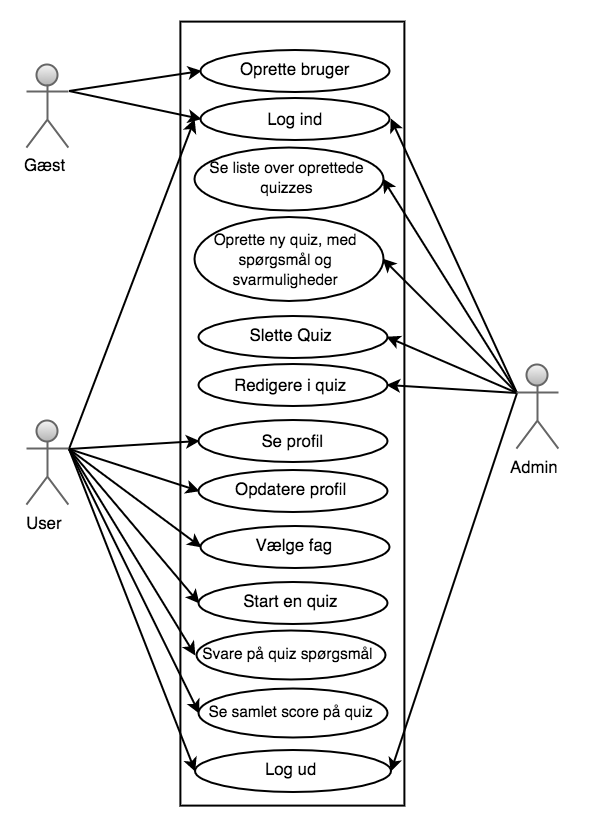 Oprette bruger
Log ind
Gæst
Se liste over oprettede
quizzes
Oprette ny quiz, med
spørgsmål og
svarmuligheder
Slette Quiz
Redigere i quiz
Admin
Se profil
Opdatere profil
User
Vælge fag
Start en quiz
Svare på quiz spørgsmål
Se samlet score på quiz
Log ud